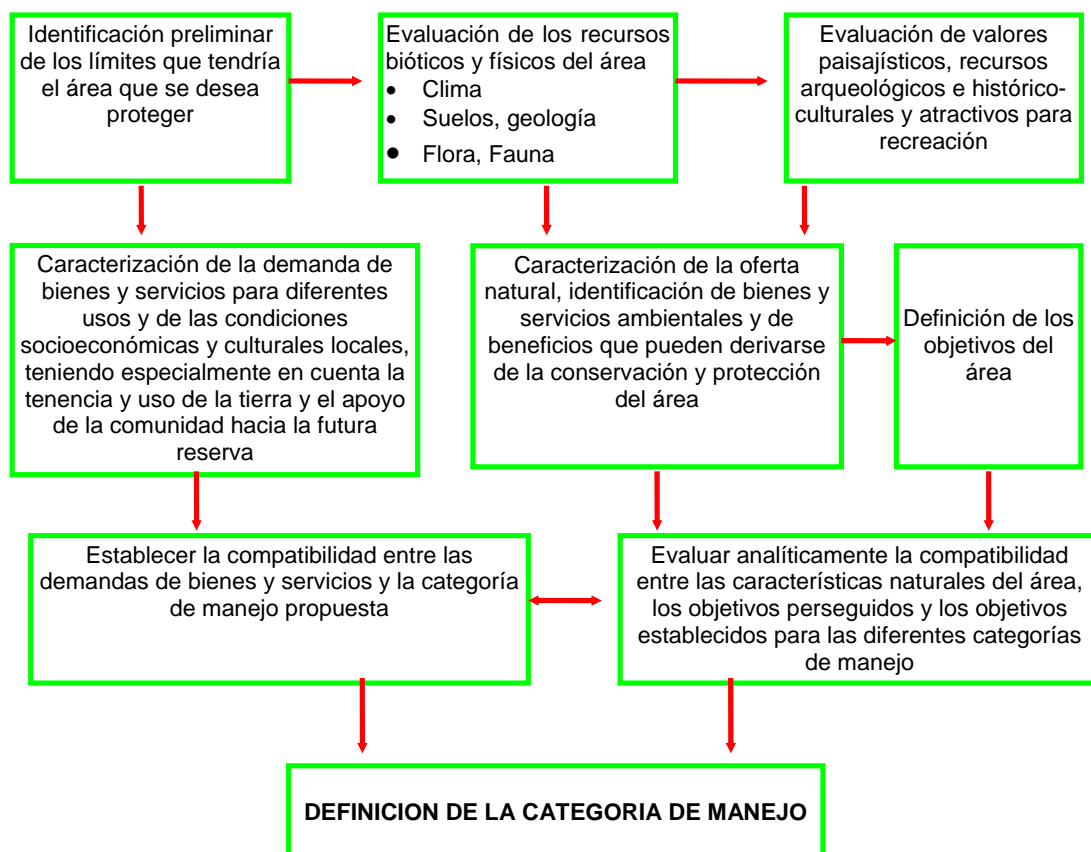 Identificación preliminar
de los límites que tendría
el área que se desea
proteger
Evaluación de los recursos
bióticos y físicos del área
• Clima
• Suelos, geología
• Flora, Fauna
Evaluación de valores
paisajísticos, recursos
arqueológicos e histórico-
culturales y atractivos para
recreación
Caracterización de la demanda de
bienes y servicios para diferentes
usos y de las condiciones
socioeconómicas y culturales locales,
teniendo especialmente en cuenta la
tenencia y uso de la tierra y el apoyo
de la comunidad hacia la futura
reserva
Caracterización de la oferta
natural, identificación de bienes y
servicios ambientales y de
beneficios que pueden derivarse
de la conservación y protección
del área
Definición de los
objetivos del
área
Establecer la compatibilidad entre las
demandas de bienes y servicios y la categoría
de manejo propuesta
Evaluar analíticamente la compatibilidad
entre las características naturales del área,
los objetivos perseguidos y los objetivos
establecidos para las diferentes categorías
de manejo
DEFINICION DE LA CATEGORIA DE MANEJO